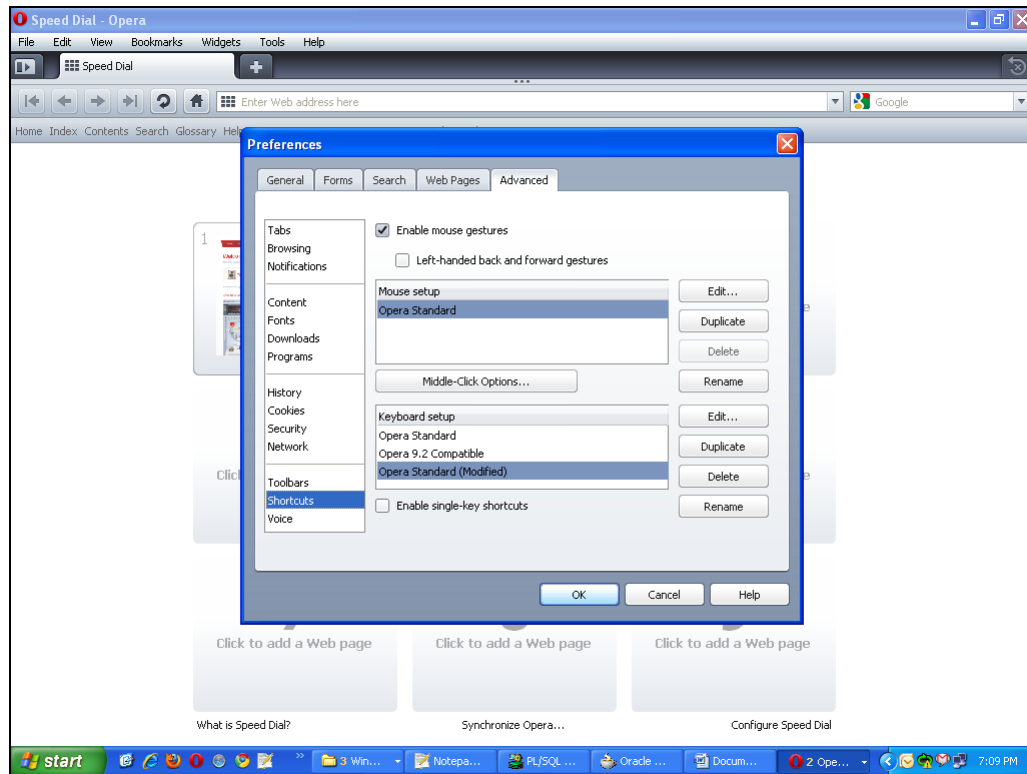 Speed Dial - Opera
File Edit View Bookmarks Widgets Tools Help
Speed Dial
Enter Web address here
Google
Home Index Contents Search Glossary Help
Preferences
General Forms Search Web Pages Advanced
Tabs
Browsing
Notifications
Content
Fonts
Downloads
Programs
History
Cookies
Security
Network
Toolbars
Shortcuts
Voice
Enable mouse gestures
Left-handed back and forward gestures
Mouse setup
Opera Standard
Edit...
Duplicate
Delete
Rename
Middle-Click Options...
Keyboard setup
Opera Standard
Opera 9.2 Compatible
Opera Standard (Modified)
Edit...
Duplicate
Delete
Rename
Enable single-key shortcuts
OK Cancel Help
1
Click to add a Web page Click to add a Web page Click to add a Web page
What is Speed Dial? Synchronize Opera... Configure Speed Dial
start 3 Win... Notepa... PL/SQL ... Oracle ... Docum... 2 Ope... 7:09 PM